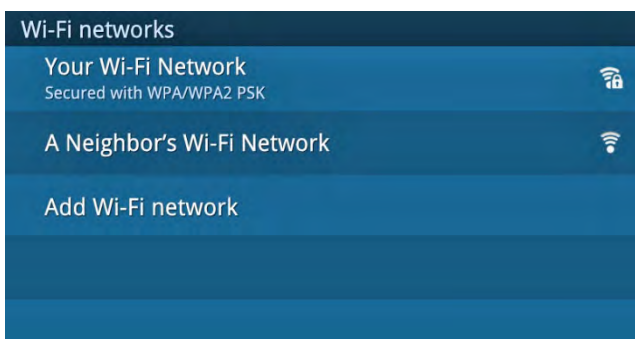 Wi-Fi networks
Your Wi-Fi Network
Secured with WPA/WPA2 PSK
A Neighbor’s Wi-Fi Network
Add Wi-Fi network